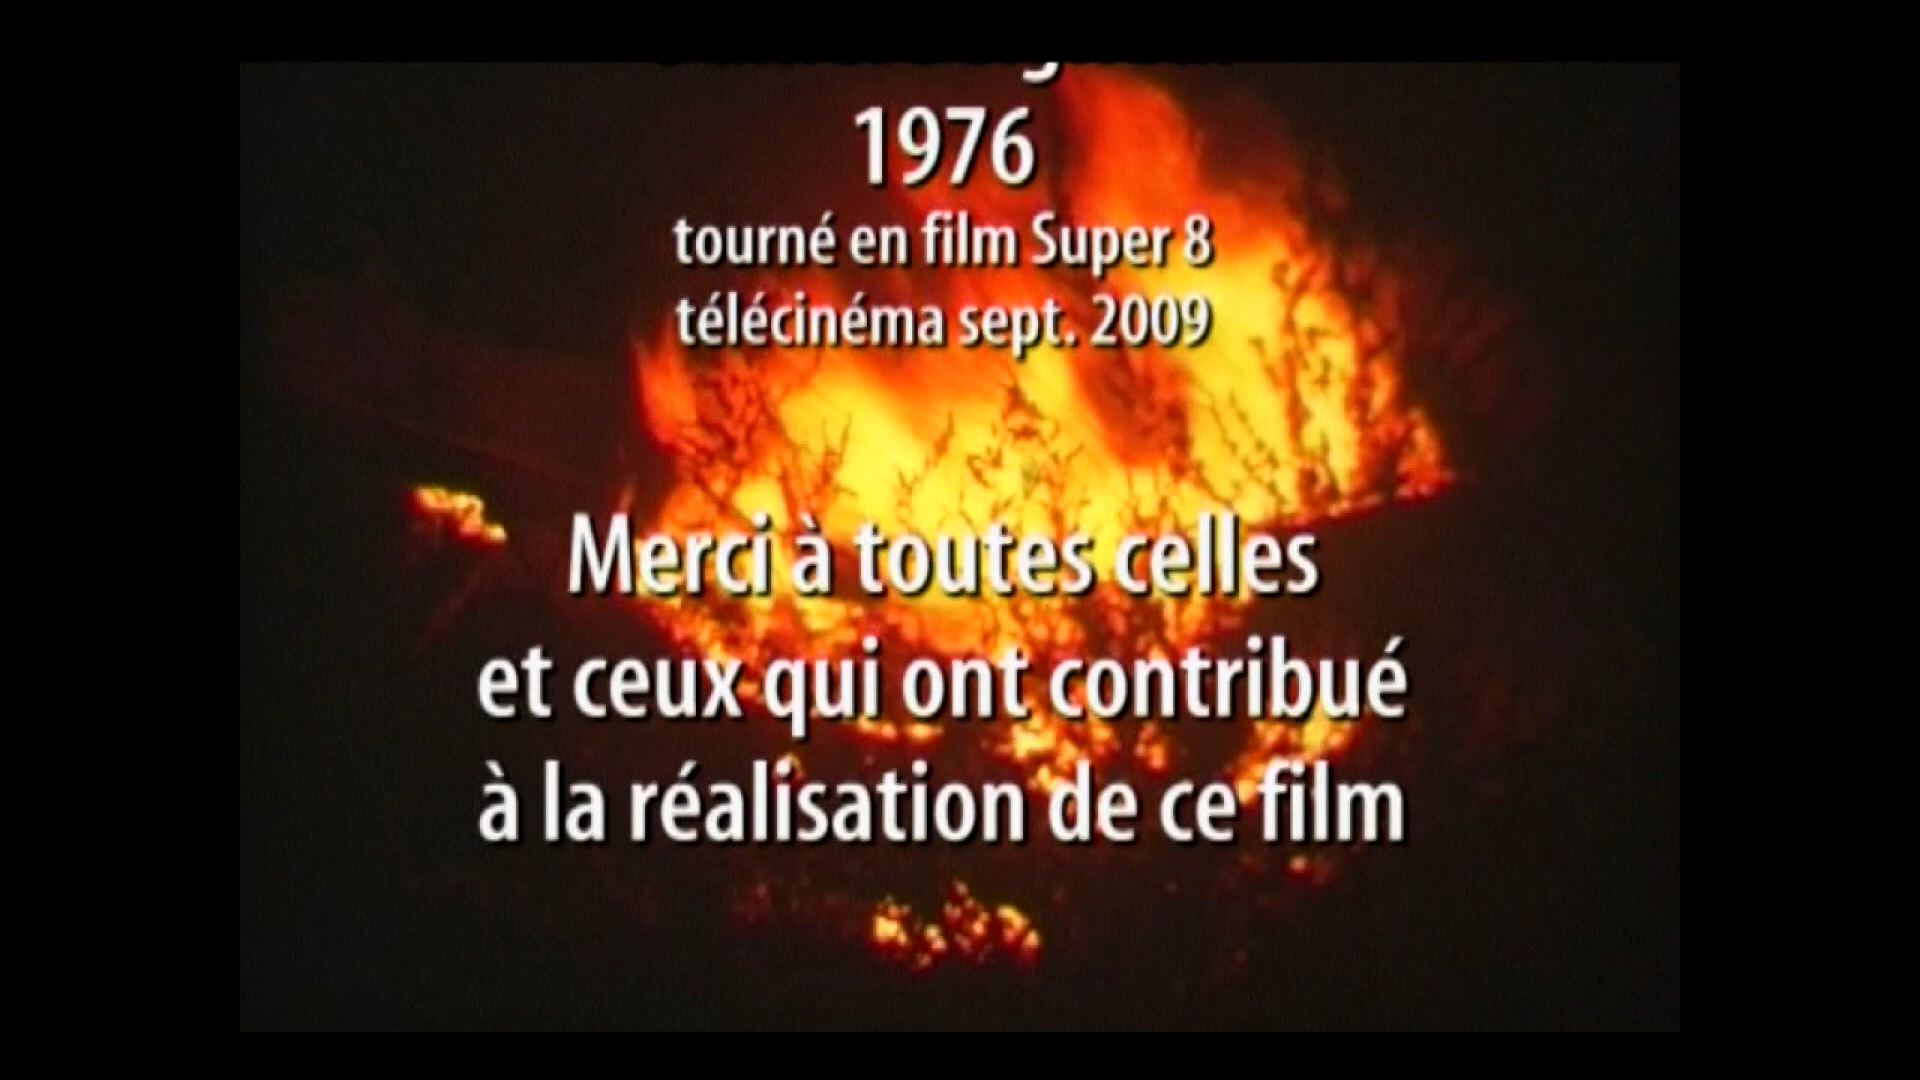 1976
tourné en film Super 8
télécinéma sept. 2009
Merci à toutes celles
et ceux qui ont contribué
à la réalisation de ce film